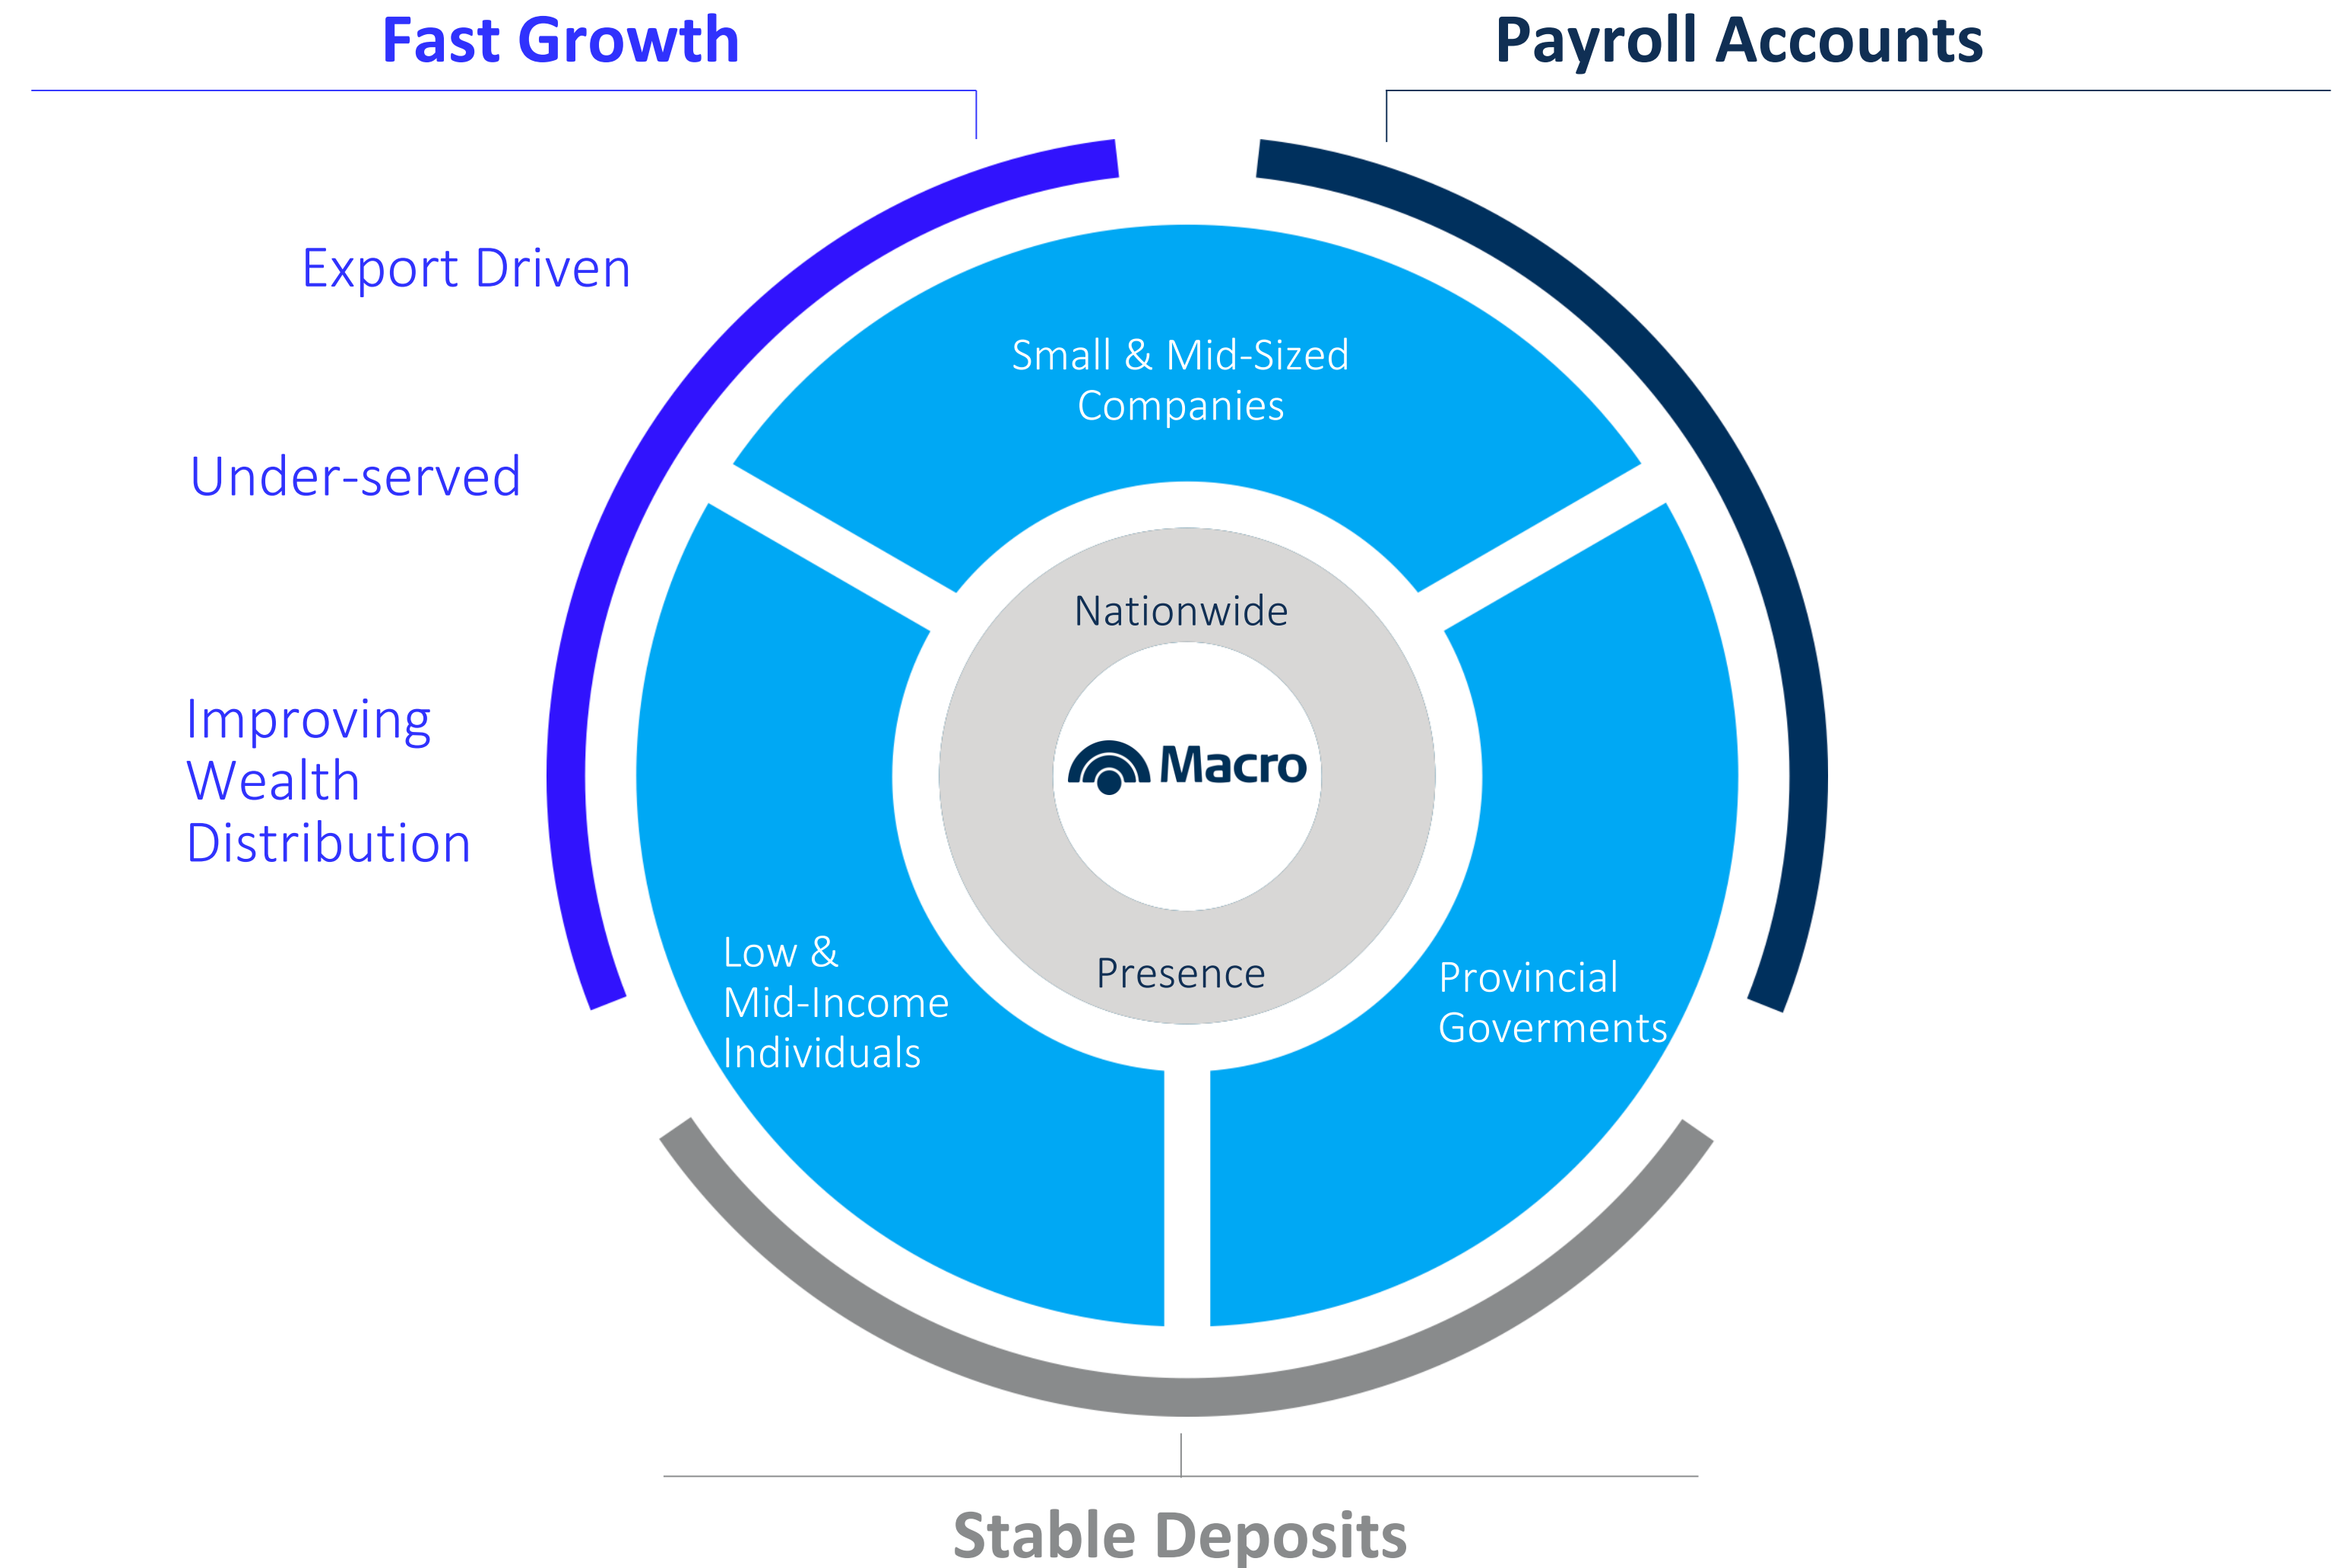 Fast Growth
Payroll Accounts
Export Driven
Under-served
Improving
Wealth
Distribution
Small & Mid-Sized
Companies
Nationwide
Macro
Presence
Low &
Mid-Income
Individuals
Provincial
Goverments
Stable Deposits